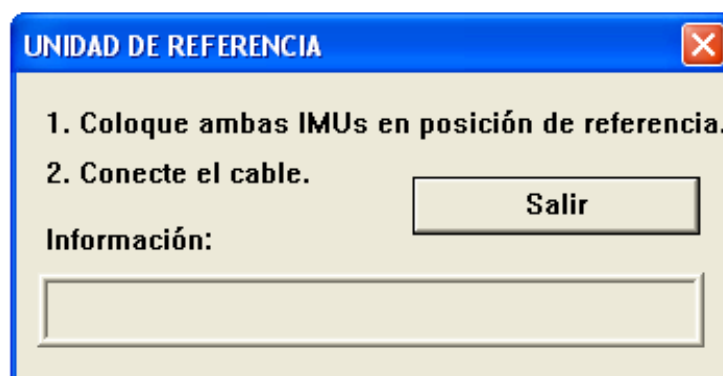 UNIDAD DE REFERENCIA
1. Coloque ambas IMUs en posición de referencia.
2. Conecte el cable.
Salir
Información: